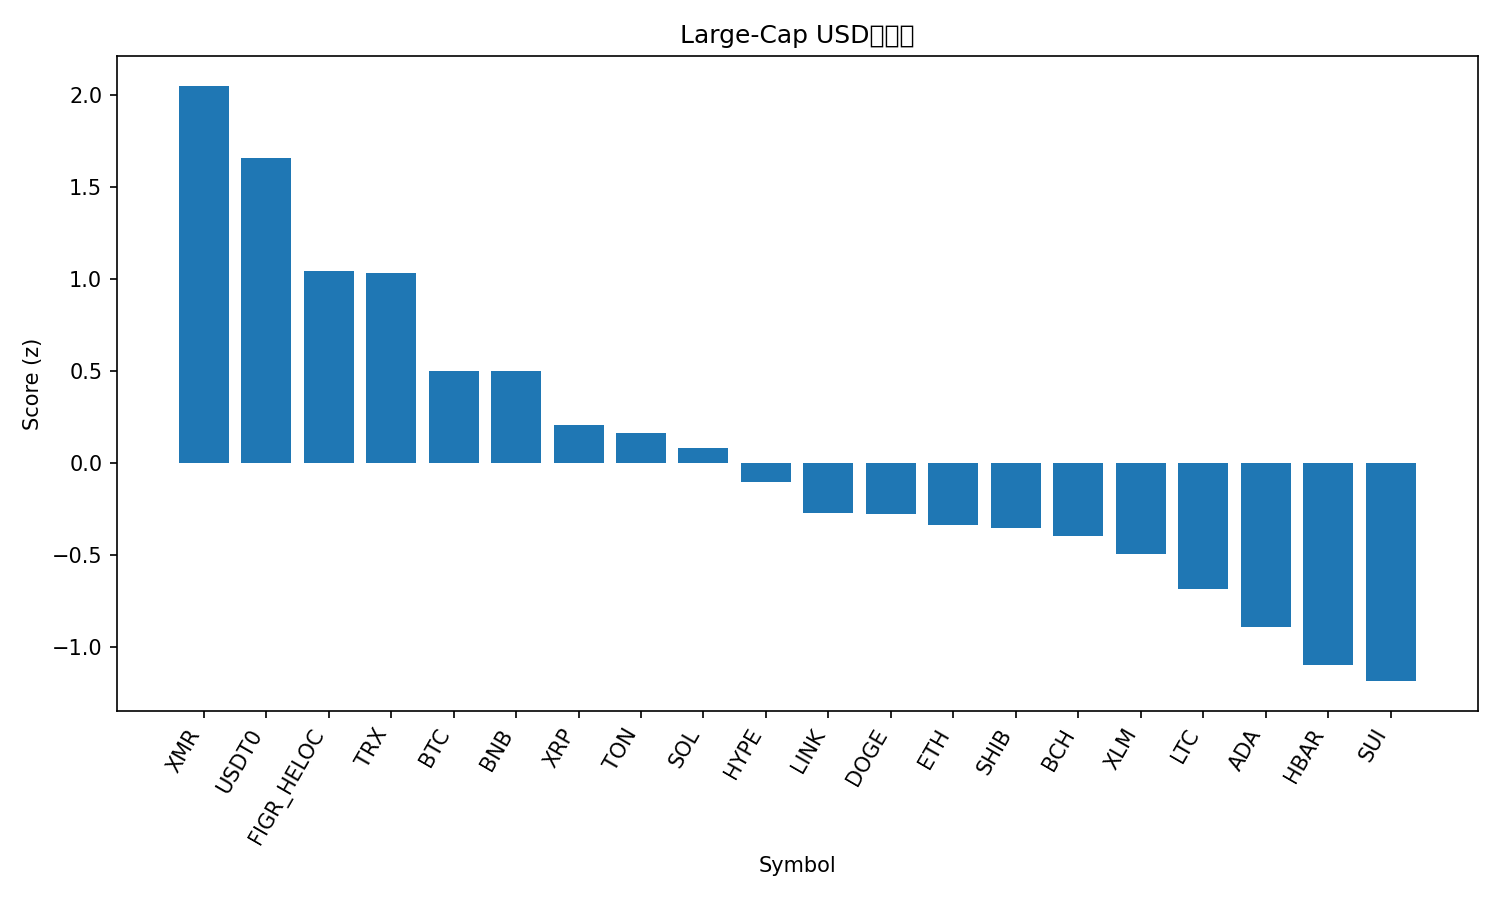 Large-Cap USD
Score (z)
2.0
1.5
1.0
0.5
0.0
−0.5
−1.0
XMR
USDT0
FIGR_HELOC
TRX
BTC
BNB
XRP
TON
SOL
HYPE
LINK
DOGE
ETH
SHIB
BCH
XLM
LTC
ADA
HBAR
SUI
Symbol